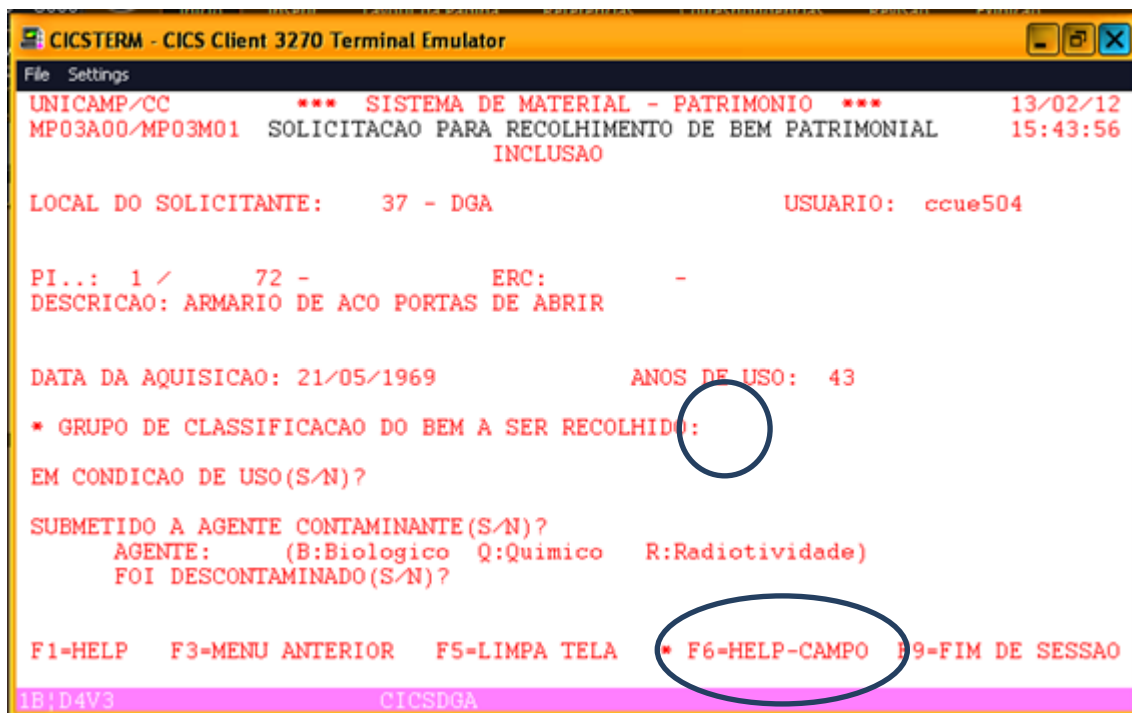 CICSTERM - CICS Client 3270 Terminal Emulator
File Settings
UNICAMP/CC *** SISTEMA DE MATERIAL - PATRIMONIO *** 13/02/12
MP03A00/MP03M01 SOLICITACAO PARA RECOLHIMENTO DE BEM PATRIMONIAL 15:43:56
INCLUSAO
LOCAL DO SOLICITANTE: 37 - DGA USUARIO: ccue504
PI..: 1 / 72 - ERC: -
DESCRICAO: ARMARIO DE ACO PORTAS DE ABRIR
DATA DA AQUISICAO: 21/05/1969 ANOS DE USO: 43
* GRUPO DE CLASSIFICACAO DO BEM A SER RECOLHIDO:
EM CONDICAO DE USO(S/N)?
SUBMETIDO A AGENTE CONTAMINANTE(S/N)?
AGENTE: (B:Biologico Q:Quimico R:Radiotividade)
FOI DESCONTAMINADO(S/N)?
F1=HELP F3=MENU ANTERIOR F5=LIMPA TELA * F6=HELP-CAMPO F9=FIM DE SESSAO
1B¦D4V3 CICSDGA